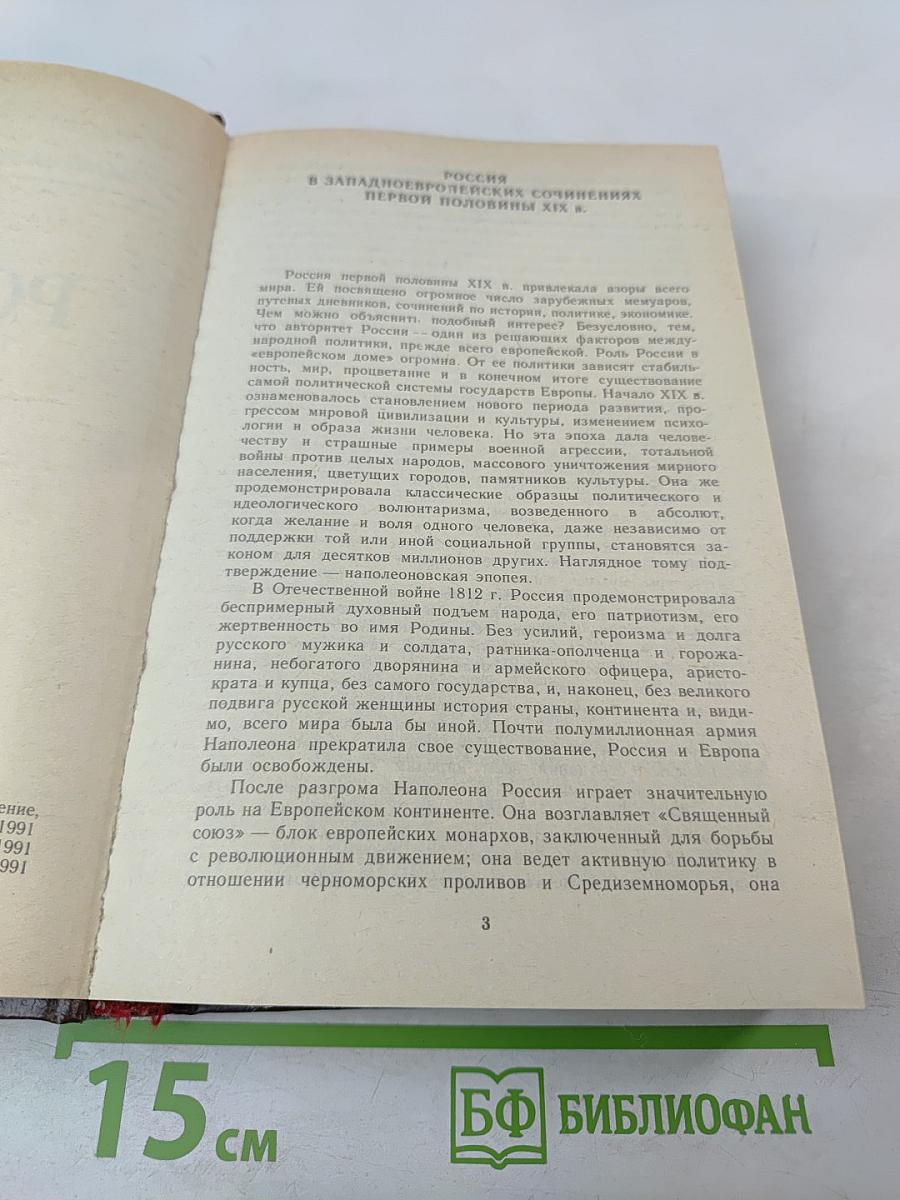 РО
ение,
1991
1991
991
РОССИЯ
В ЗАПАДНОЕВРОПЕЙСКИХ СОЧИНЕНИЯХ
ПЕРВОЙ ПОЛОВИНЫ XIX в.
Россия первой половины XIX в. привлекала взоры всего
мира. Ей посвящено огромное число зарубежных мемуаров,
путевых дневников, сочинений по истории, политике, экономике.
Чем можно объяснить подобный интерес? Безусловно, тем,
что авторитет России — один из решающих факторов между-
народной политики, прежде всего европейской. Роль России в
«европейском доме» огромна. От ее политики зависят стабиль-
ность, мир, процветание и в конечном итоге существование
самой политической системы государств Европы. Начало XIX в.
ознаменовалось становлением нового периода развития, про-
грессом мировой цивилизации и культуры, изменением психо-
логии и образа жизни человека. Но эта эпоха дала челове-
честву и страшные примеры военной агрессии, тотальной
войны против целых народов, массового уничтожения мирного
населения, цветущих городов, памятников культуры. Она же
продемонстрировала классические образцы политического и
идеологического волюнтаризма, возведенного в абсолют,
когда желание и воля одного человека, даже независимо от
поддержки той или иной социальной группы, становятся за-
коном для десятков миллионов других. Наглядное тому под-
тверждение — наполеоновская эпопея.
В Отечественной войне 1812 г. Россия продемонстрировала
беспримерный духовный подъем народа, его патриотизм, его
жертвенность во имя Родины. Без усилий, героизма и долга
русского мужика и солдата, ратника-ополченца и горожа-
нина, небогатого дворянина и армейского офицера, аристо-
крата и купца, без самого государства, и, наконец, без великого
подвига русской женщины история страны, континента и, види-
мо, всего мира была бы иной. Почти полумиллионная армия
Наполеона прекратила свое существование, Россия и Европа
были освобождены.
После разгрома Наполеона Россия играет значительную
роль на Европейском континенте. Она возглавляет «Священный
союз» — блок европейских монархов, заключенный для борьбы
с революционным движением; она ведет активную политику в
отношении черноморских проливов и Средиземноморья, она
3
15 см
БФ БИБЛИОФАН